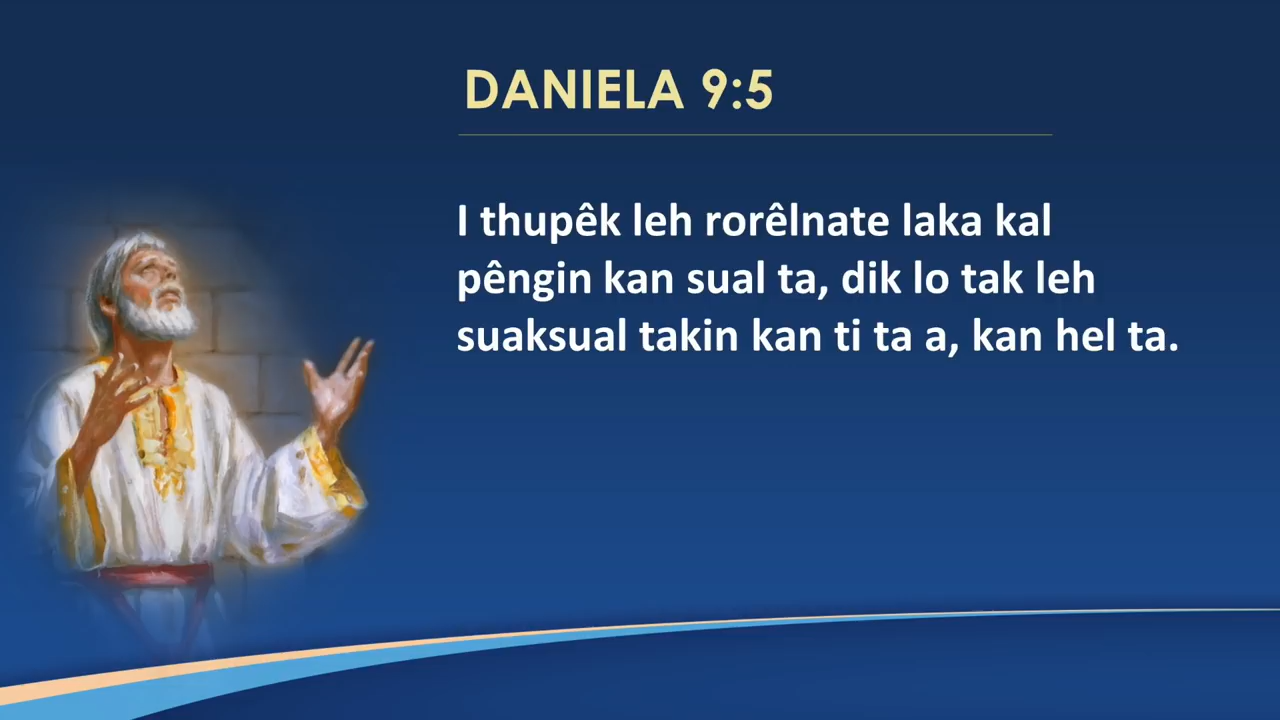 DANIELA 9:5
I thupêk leh rorêlnate laka kal
pêngin kan sual ta, dik lo tak leh
suaksual takin kan ti ta a, kan hel ta.